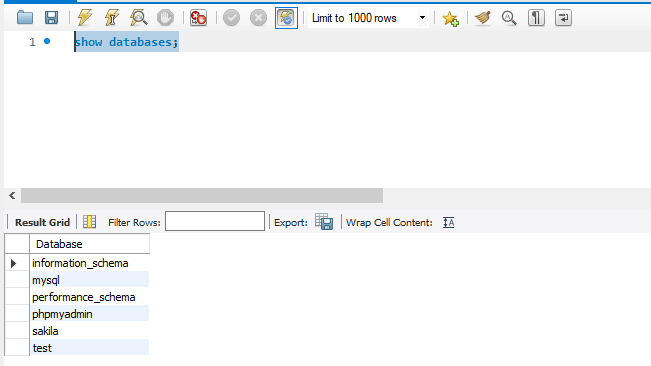 Limit to 1000 rows
1 show databases;
Result Grid Filter Rows: Export: Wrap Cell Content:
Database
information_schema
mysql
performance_schema
phpmyadmin
sakila
test